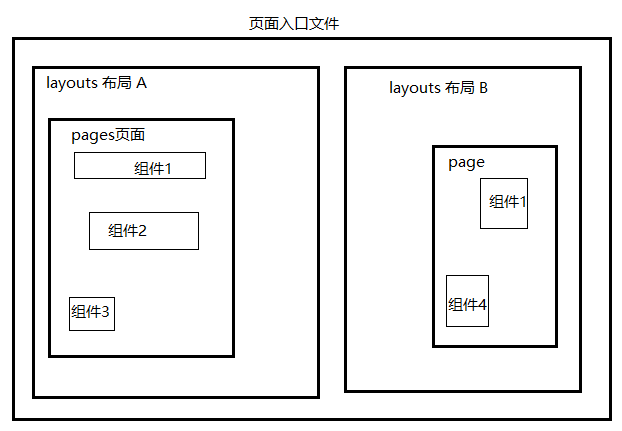 页面入口文件
layouts 布局 A
pages页面
组件1
组件2
组件3
layouts 布局 B
page
组件1
组件4